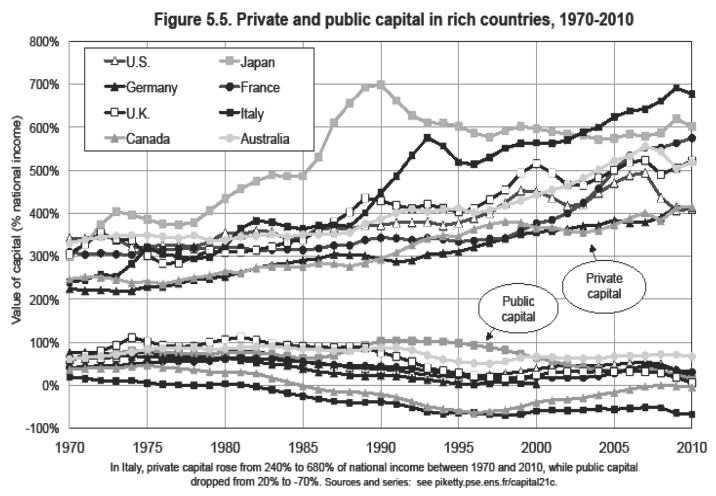 Figure 5.5. Private and public capital in rich countries, 1970-2010
800%
700%
600%
500%
400%
300%
200%
100%
0%
-100%
Value of capital (% national income)
U.S.
Japan
Germany
France
U.K.
Italy
Canada
Australia
Private
capital
Public
capital
1970
1975
1980
1985
1990
1995
2000
2005
2010
In Italy, private capital rose from 240% to 680% of national income between 1970 and 2010, while public capital
dropped from 20% to -70%. Sources and series: see piketty.pse.ens.fr/capital21c.